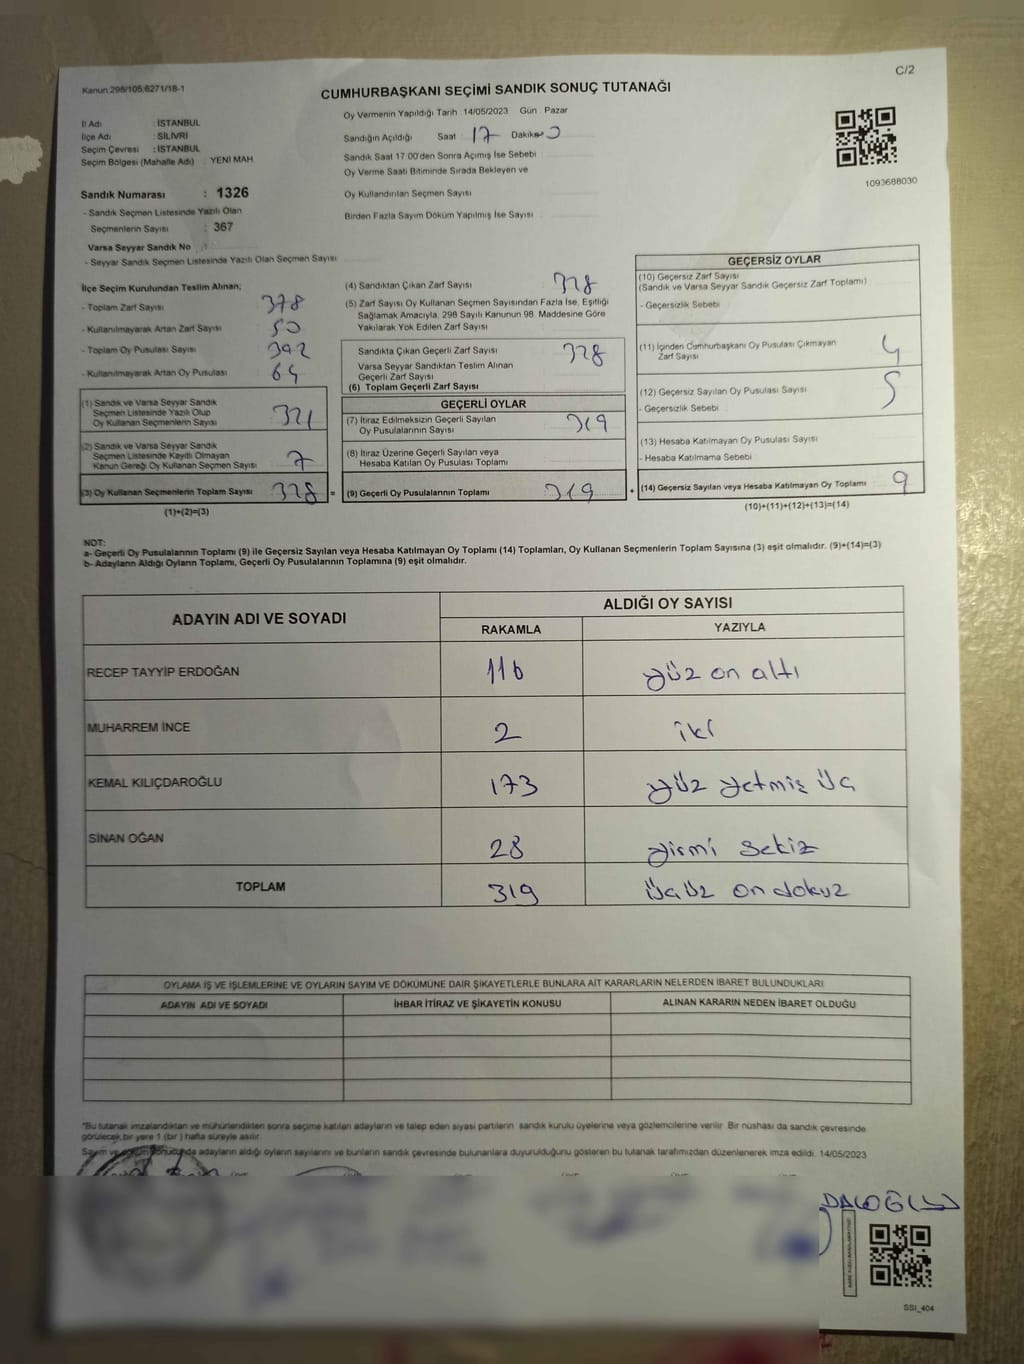 C/2
Kanun:298/105,6271/18-1
CUMHURBAŞKANI SEÇİMİ SANDIK SONUÇ TUTANAĞI
İl Adı : İSTANBUL
İlçe Adı : SİLİVRİ
Seçim Çevresi : İSTANBUL
Seçim Bölgesi (Mahalle Adı) : YENİ MAH.
Sandık Numarası : 1326
- Sandık Seçmen Listesinde Yazılı Olan
Seçmenlerin Sayısı : 367
Varsa Seyyar Sandık No :
- Seyyar Sandık Seçmen Listesinde Yazılı Olan Seçmen Sayısı
Oy Vermenin Yapıldığı Tarih 14/05/2023 Gün : Pazar
Sandığın Açıldığı Saat 17 Dakika
Sandık Saat 17:00'den Sonra Açımış İse Sebebi
Oy Verme Saati Bitiminde Sırada Bekleyen ve
Oy Kullandırılan Seçmen Sayısı
Birden Fazla Sayım Döküm Yapılmış İse Sayısı
1093688030
İlçe Seçim Kurulundan Teslim Alınan;
- Toplam Zarf Sayısı 378
- Kullanılmayarak Artan Zarf Sayısı 50
- Toplam Oy Pusulası Sayısı 392
- Kullanılmayarak Artan Oy Pusulası 64
(1) Sandık ve Varsa Seyyar Sandık
Seçmen Listesinde Yazılı Olup
Oy Kullanan Seçmenlerin Sayısı 321
(2) Sandık ve Varsa Seyyar Sandık
Seçmen Listesinde Kayıtlı Olmayan
Kanun Gereği Oy Kullanan Seçmen Sayısı 7
(3) Oy Kullanan Seçmenlerin Toplam Sayısı 328 =
(1)+(2)=(3)
(4) Sandıktan Çıkan Zarf Sayısı 328
(5) Zarf Sayısı Oy Kullanan Seçmen Sayısından Fazla İse, Eşitliği
Sağlamak Amacıyla, 298 Sayılı Kanunun 98. Maddesine Göre
Yakılarak Yok Edilen Zarf Sayısı
Sandıkta Çıkan Geçerli Zarf Sayısı 328
Varsa Seyyar Sandıktan Teslim Alınan
Geçerli Zarf Sayısı
(6) Toplam Geçerli Zarf Sayısı
GEÇERLİ OYLAR
(7) İtiraz Edilmeksizin Geçerli Sayılan
Oy Pusulalarının Sayısı 319
(8) İtiraz Üzerine Geçerli Sayılan veya
Hesaba Katılan Oy Pusulası Toplamı
(9) Geçerli Oy Pusulalarının Toplamı 319 +
GEÇERSİZ OYLAR
(10) Geçersiz Zarf Sayısı
(Sandık ve Varsa Seyyar Sandık Geçersiz Zarf Toplamı)
- Geçersizlik Sebebi
(11) İçinden Cumhurbaşkanı Oy Pusulası Çıkmayan
Zarf Sayısı 4
(12) Geçersiz Sayılan Oy Pusulası Sayısı 5
- Geçersizlik Sebebi
(13) Hesaba Katılmayan Oy Pusulası Sayısı
- Hesaba Katılmama Sebebi
(14) Geçersiz Sayılan veya Hesaba Katılmayan Oy Toplamı 9
(10)+(11)+(12)+(13)=(14)
NOT:
a- Geçerli Oy Pusulalarının Toplamı (9) ile Geçersiz Sayılan veya Hesaba Katılmayan Oy Toplamı (14) Toplamları, Oy Kullanan Seçmenlerin Toplam Sayısına (3) eşit olmalıdır. (9)+(14)=(3)
b- Adayların Aldığı Oyların Toplamı, Geçerli Oy Pusulalarının Toplamına (9) eşit olmalıdır.
ADAYIN ADI VE SOYADI
ALDIĞI OY SAYISI
RAKAMLA YAZIYLA
RECEP TAYYİP ERDOĞAN 116 yüz on altı
MUHARREM İNCE 2 iki
KEMAL KILIÇDAROĞLU 173 yüz yetmiş üç
SİNAN OĞAN 28 yirmi sekiz
TOPLAM 319 üçyüz on dokuz
OYLAMA İŞ VE İŞLEMLERİNE VE OYLARIN SAYIM VE DÖKÜMÜNE DAİR ŞİKAYETLERLE BUNLARA AİT KARARLARIN NELERDEN İBARET BULUNDUKLARI
ADAYIN ADI VE SOYADI İHBAR İTİRAZ VE ŞİKAYETİN KONUSU ALINAN KARARIN NEDEN İBARET OLDUĞU
*Bu tutanak imzalandıktan ve mühürlendikten sonra seçime katılan adayların ve talep eden siyasi partilerin sandık kurulu üyelerine veya gözlemcilerine verilir. Bir nüshası da sandık çevresinde
görülecek bir yere 1 (bir) hafta süreyle asılır.
Sayım ve adayların aldığı oyların sayılarını ve bunların sandık çevresinde bulunanlara duyurulduğunu gösteren bu tutanak tarafımızdan düzenlenerek imza edildi. 14/05/2023
SSİ_404